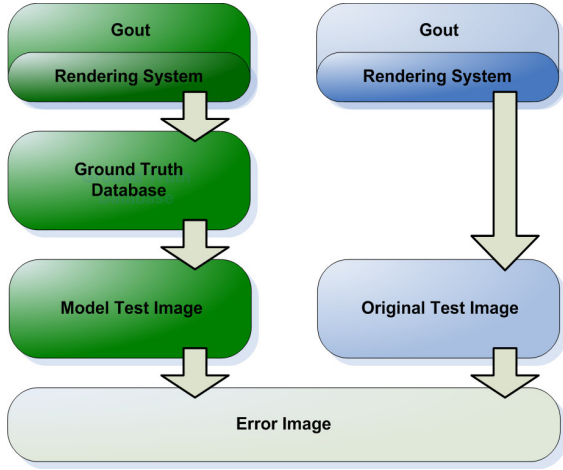 Gout
Rendering System
Gout
Rendering System
Ground Truth
Database
Model Test Image
Original Test Image
Error Image